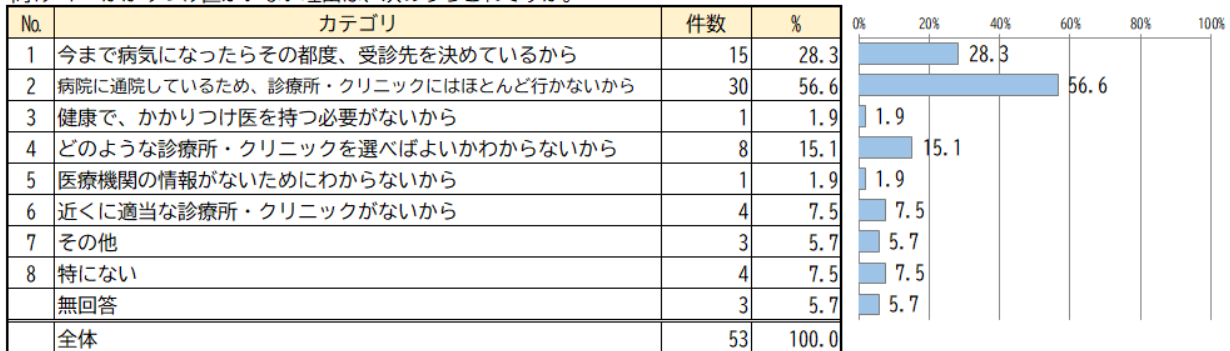 No. カテゴリ 件数 % 0% 20% 40% 60% 80% 100%
1 今まで病気になったらその都度、受診先を決めているから 15 28.3 28.3
2 病院に通院しているため、診療所・クリニックにはほとんど行かないから 30 56.6 56.6
3 健康で、かかりつけ医を持つ必要がないから 1 1.9 1.9
4 どのような診療所・クリニックを選べばよいかわからないから 8 15.1 15.1
5 医療機関の情報がないためにわからないから 1 1.9 1.9
6 近くに適当な診療所・クリニックがないから 4 7.5 7.5
7 その他 3 5.7 5.7
8 特にない 4 7.5 7.5
無回答 3 5.7 5.7
全体 53 100.0